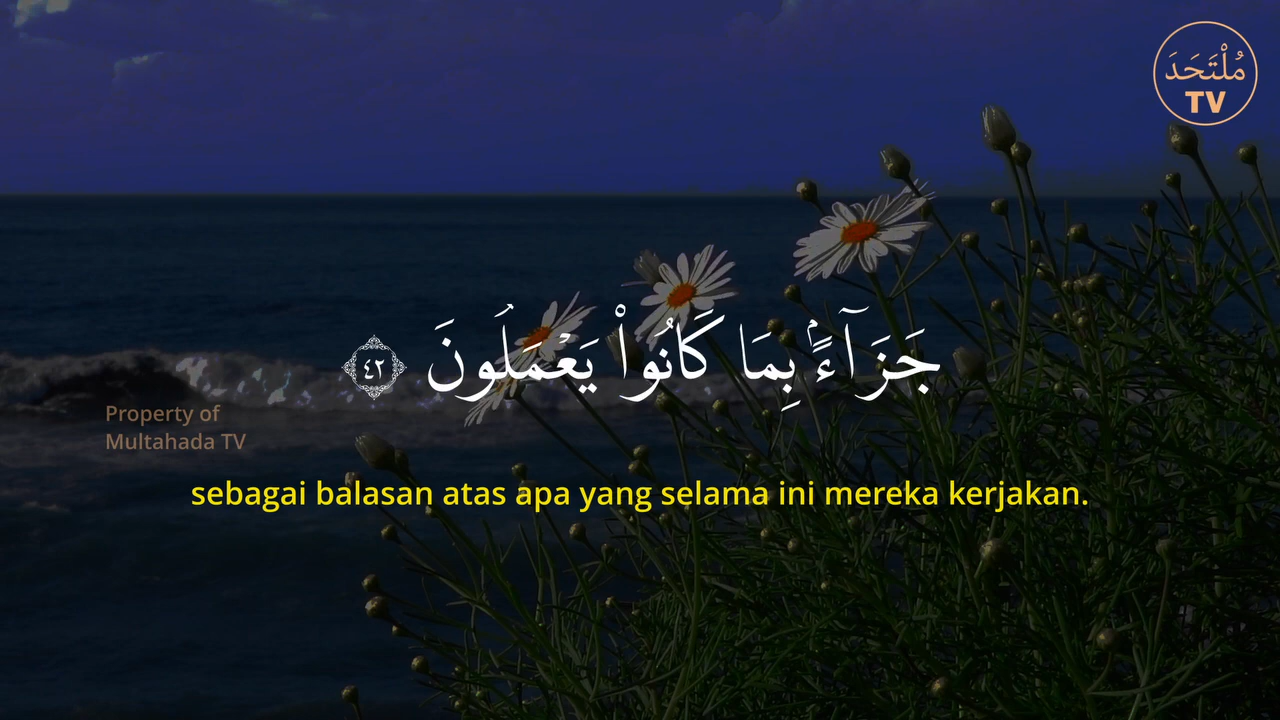 مُلْتَحَدَ
TV
جَزَآءًۢ بِمَا كَانُوا۟ يَعْمَلُونَ ٤٢
Property of
Multahada TV
sebagai balasan atas apa yang selama ini mereka kerjakan.